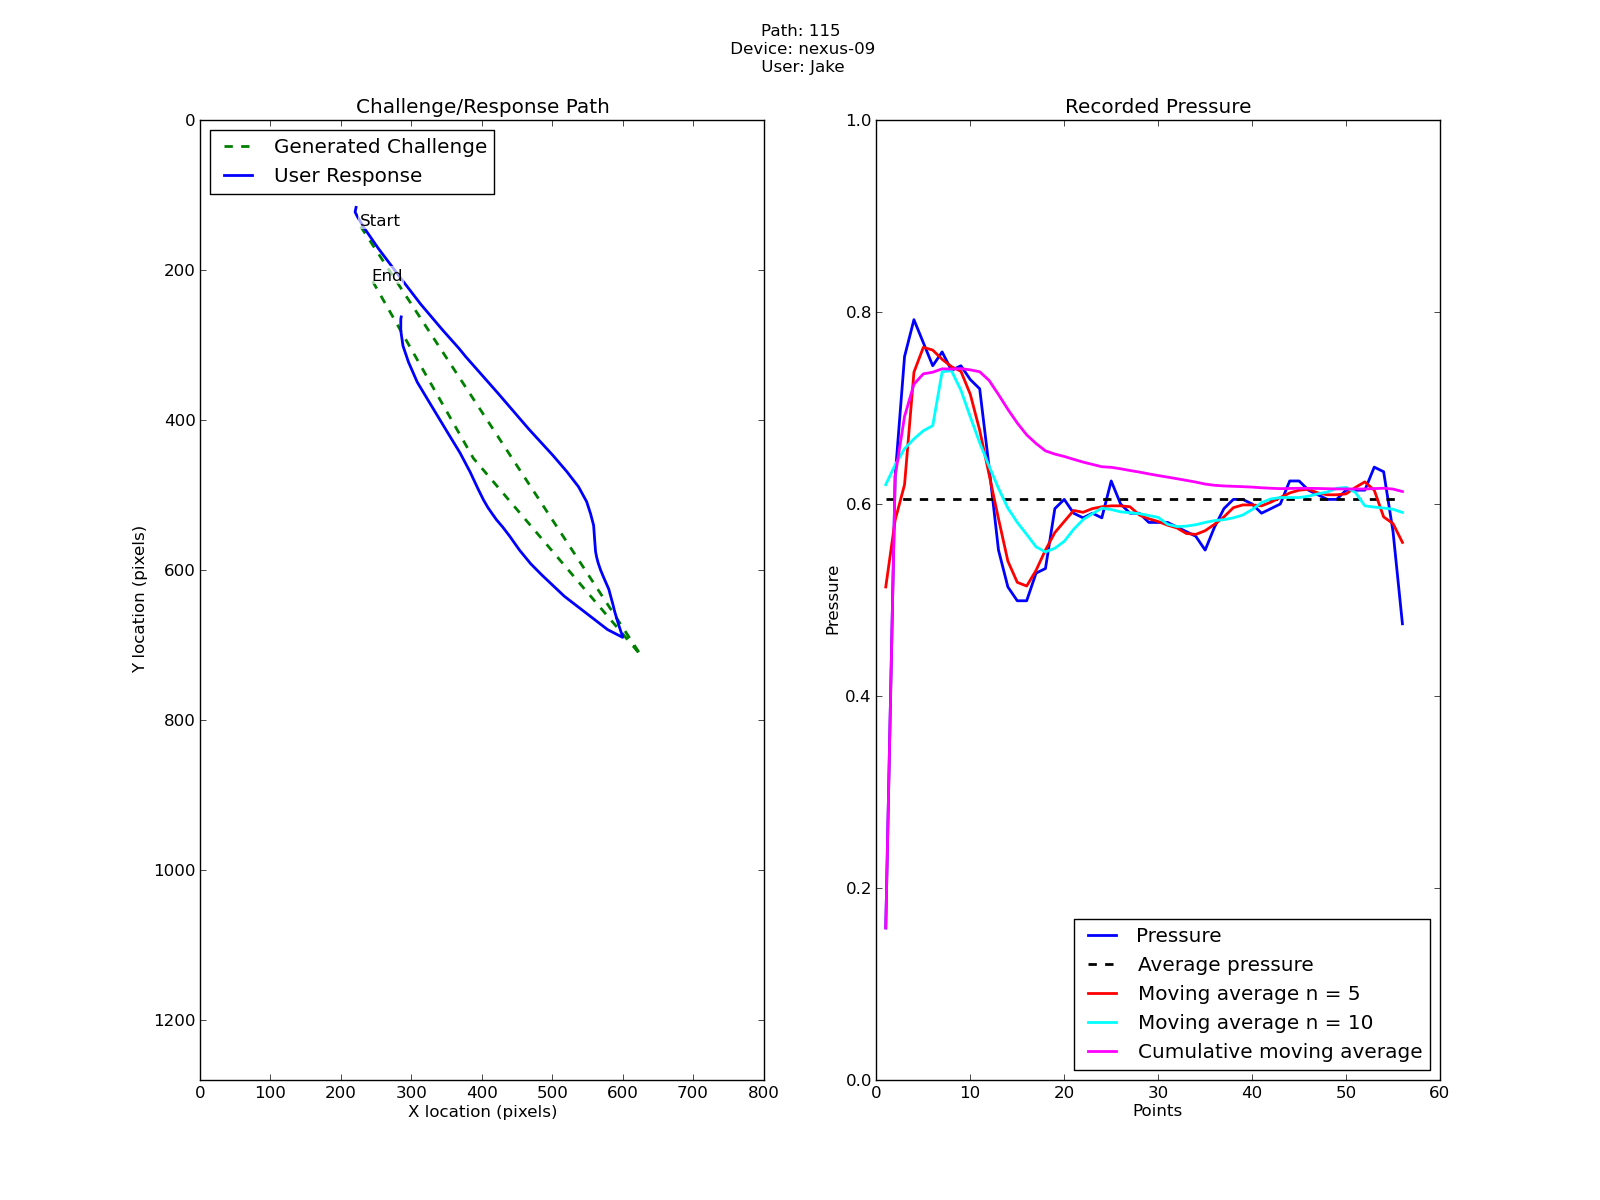 Path: 115
Device: nexus-09
User: Jake
Challenge/Response Path
Generated Challenge
User Response
Start
End
0
200
400
600
800
1000
1200
Y location (pixels)
0 100 200 300 400 500 600 700 800
X location (pixels)
Recorded Pressure
1.0
0.8
0.6
0.4
0.2
0.0
Pressure
Pressure
Average pressure
Moving average n = 5
Moving average n = 10
Cumulative moving average
0 10 20 30 40 50 60
Points